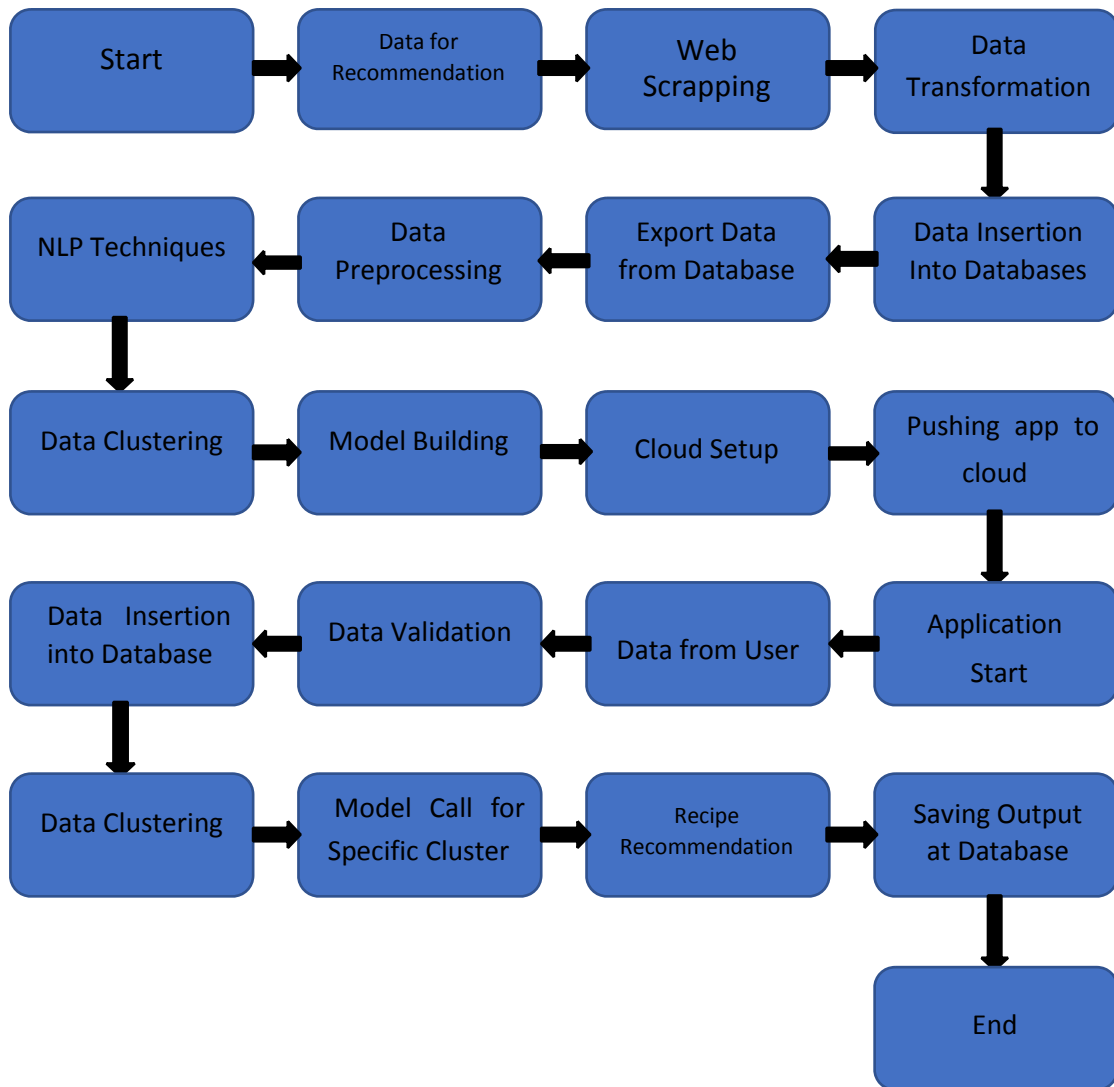 Start
Data for
Recommendation
Web
Scrapping
Data
Transformation
NLP Techniques
Data
Preprocessing
Export Data
from Database
Data Insertion
Into Databases
Data Clustering
Model Building
Cloud Setup
Pushing app to
cloud
Data Insertion
into Database
Data Validation
Data from User
Application
Start
Data Clustering
Model Call for
Specific Cluster
Recipe
Recommendation
Saving Output
at Database
End